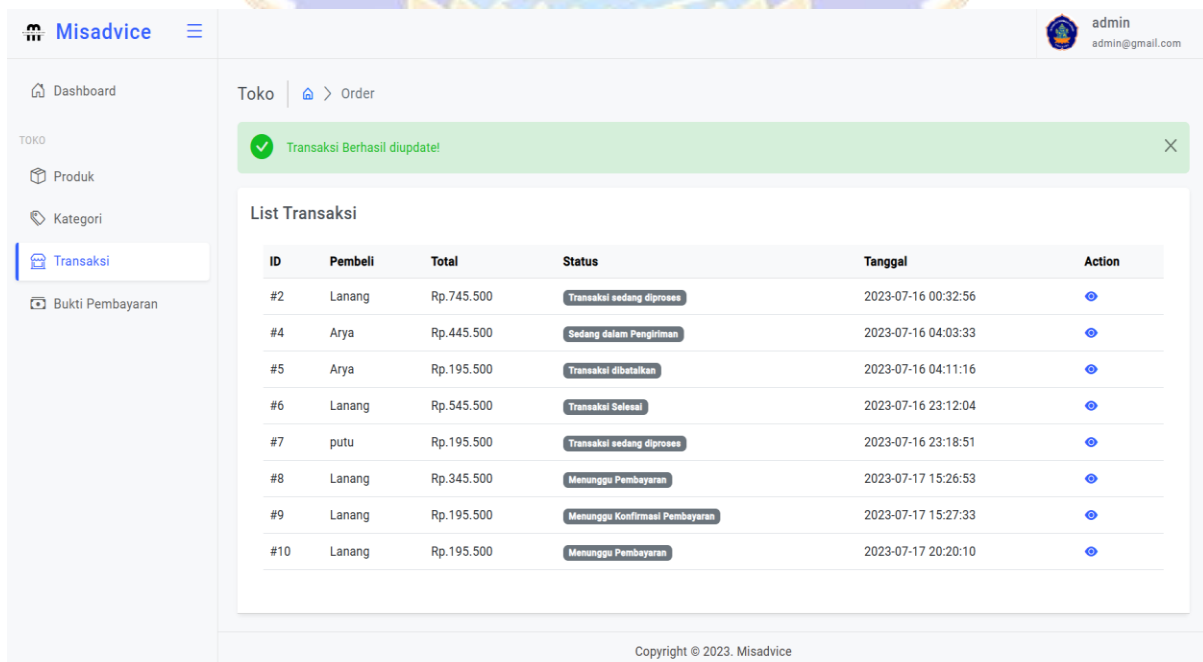 Misadvice
admin
admin@gmail.com
Dashboard
TOKO
Produk
Kategori
Transaksi
Bukti Pembayaran
Toko > Order
Transaksi Berhasil diupdate!
List Transaksi
ID Pembeli Total Status Tanggal Action
#2 Lanang Rp.745.500 Transaksi sedang diproses 2023-07-16 00:32:56
#4 Arya Rp.445.500 Sedang dalam Pengiriman 2023-07-16 04:03:33
#5 Arya Rp.195.500 Transaksi dibatalkan 2023-07-16 04:11:16
#6 Lanang Rp.545.500 Transaksi Selesai 2023-07-16 23:12:04
#7 putu Rp.195.500 Transaksi sedang diproses 2023-07-16 23:18:51
#8 Lanang Rp.345.500 Menunggu Pembayaran 2023-07-17 15:26:53
#9 Lanang Rp.195.500 Menunggu Konfirmasi Pembayaran 2023-07-17 15:27:33
#10 Lanang Rp.195.500 Menunggu Pembayaran 2023-07-17 20:20:10
Copyright © 2023. Misadvice